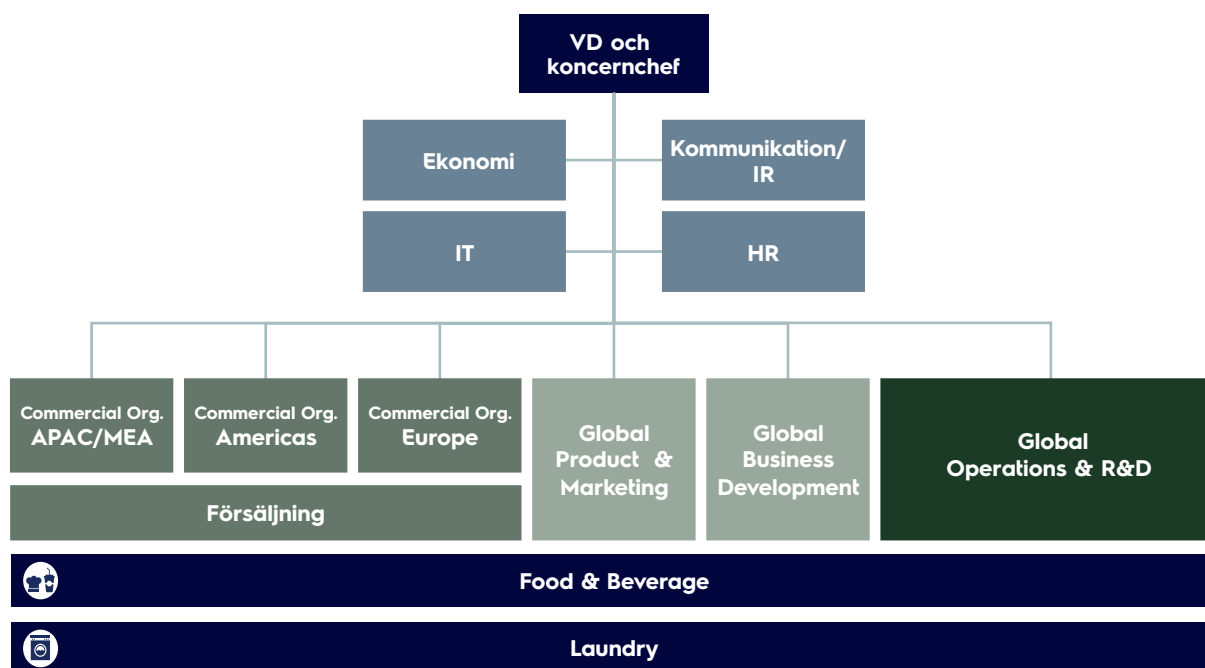 VD och
koncernchef
Ekonomi
Kommunikation/
IR
IT
HR
Commercial Org.
APAC/MEA
Commercial Org.
Americas
Commercial Org.
Europe
Global
Product &
Marketing
Global
Business
Development
Global
Operations & R&D
Försäljning
Food & Beverage
Laundry